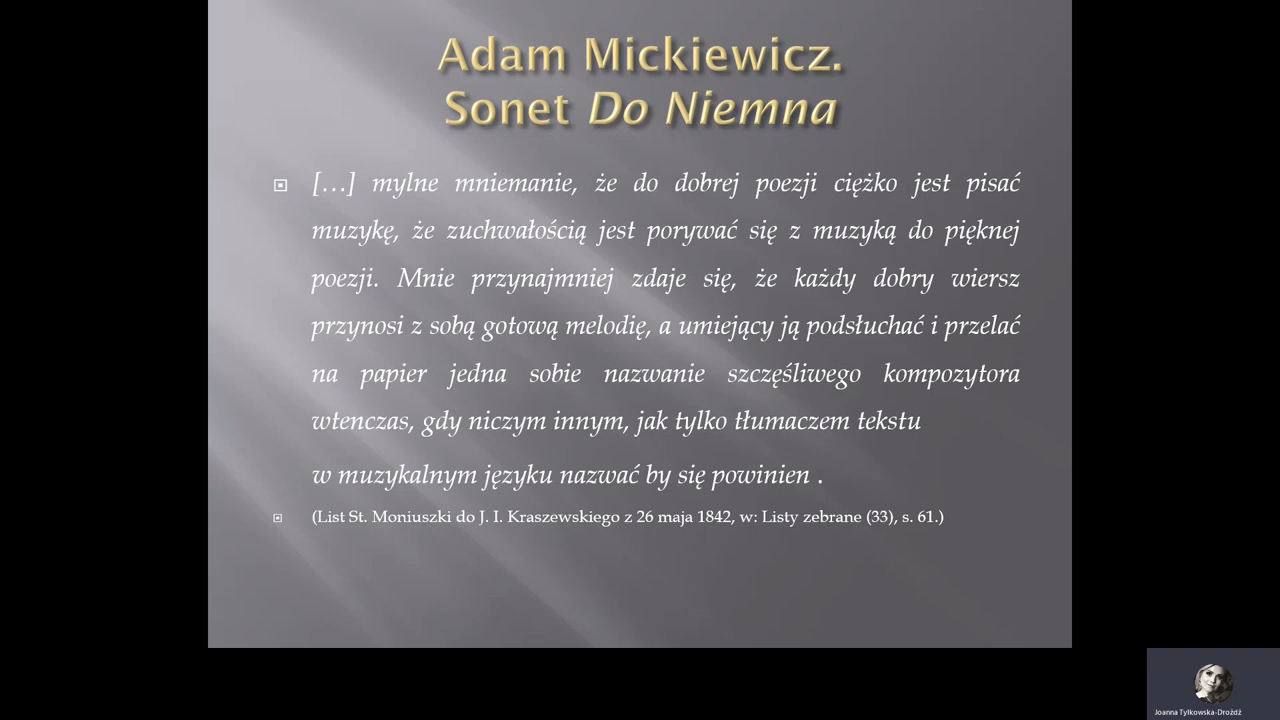 Adam Mickiewicz.
Sonet Do Niemna
[…] mylne mniemanie, że do dobrej poezji ciężko jest pisać
muzykę, że zuchwałością jest porywać się z muzyką do pięknej
poezji. Mnie przynajmniej zdaje się, że każdy dobry wiersz
przynosi z sobą gotową melodię, a umiejący ją podsłuchać i przelać
na papier jedna sobie nazwanie szczęśliwego kompozytora
wtenczas, gdy niczym innym, jak tylko tłumaczem tekstu
w muzykalnym języku nazwać by się powinien .
(List St. Moniuszki do J. I. Kraszewskiego z 26 maja 1842, w: Listy zebrane (33), s. 61.)
Joanna Tylkowska-Drożdż